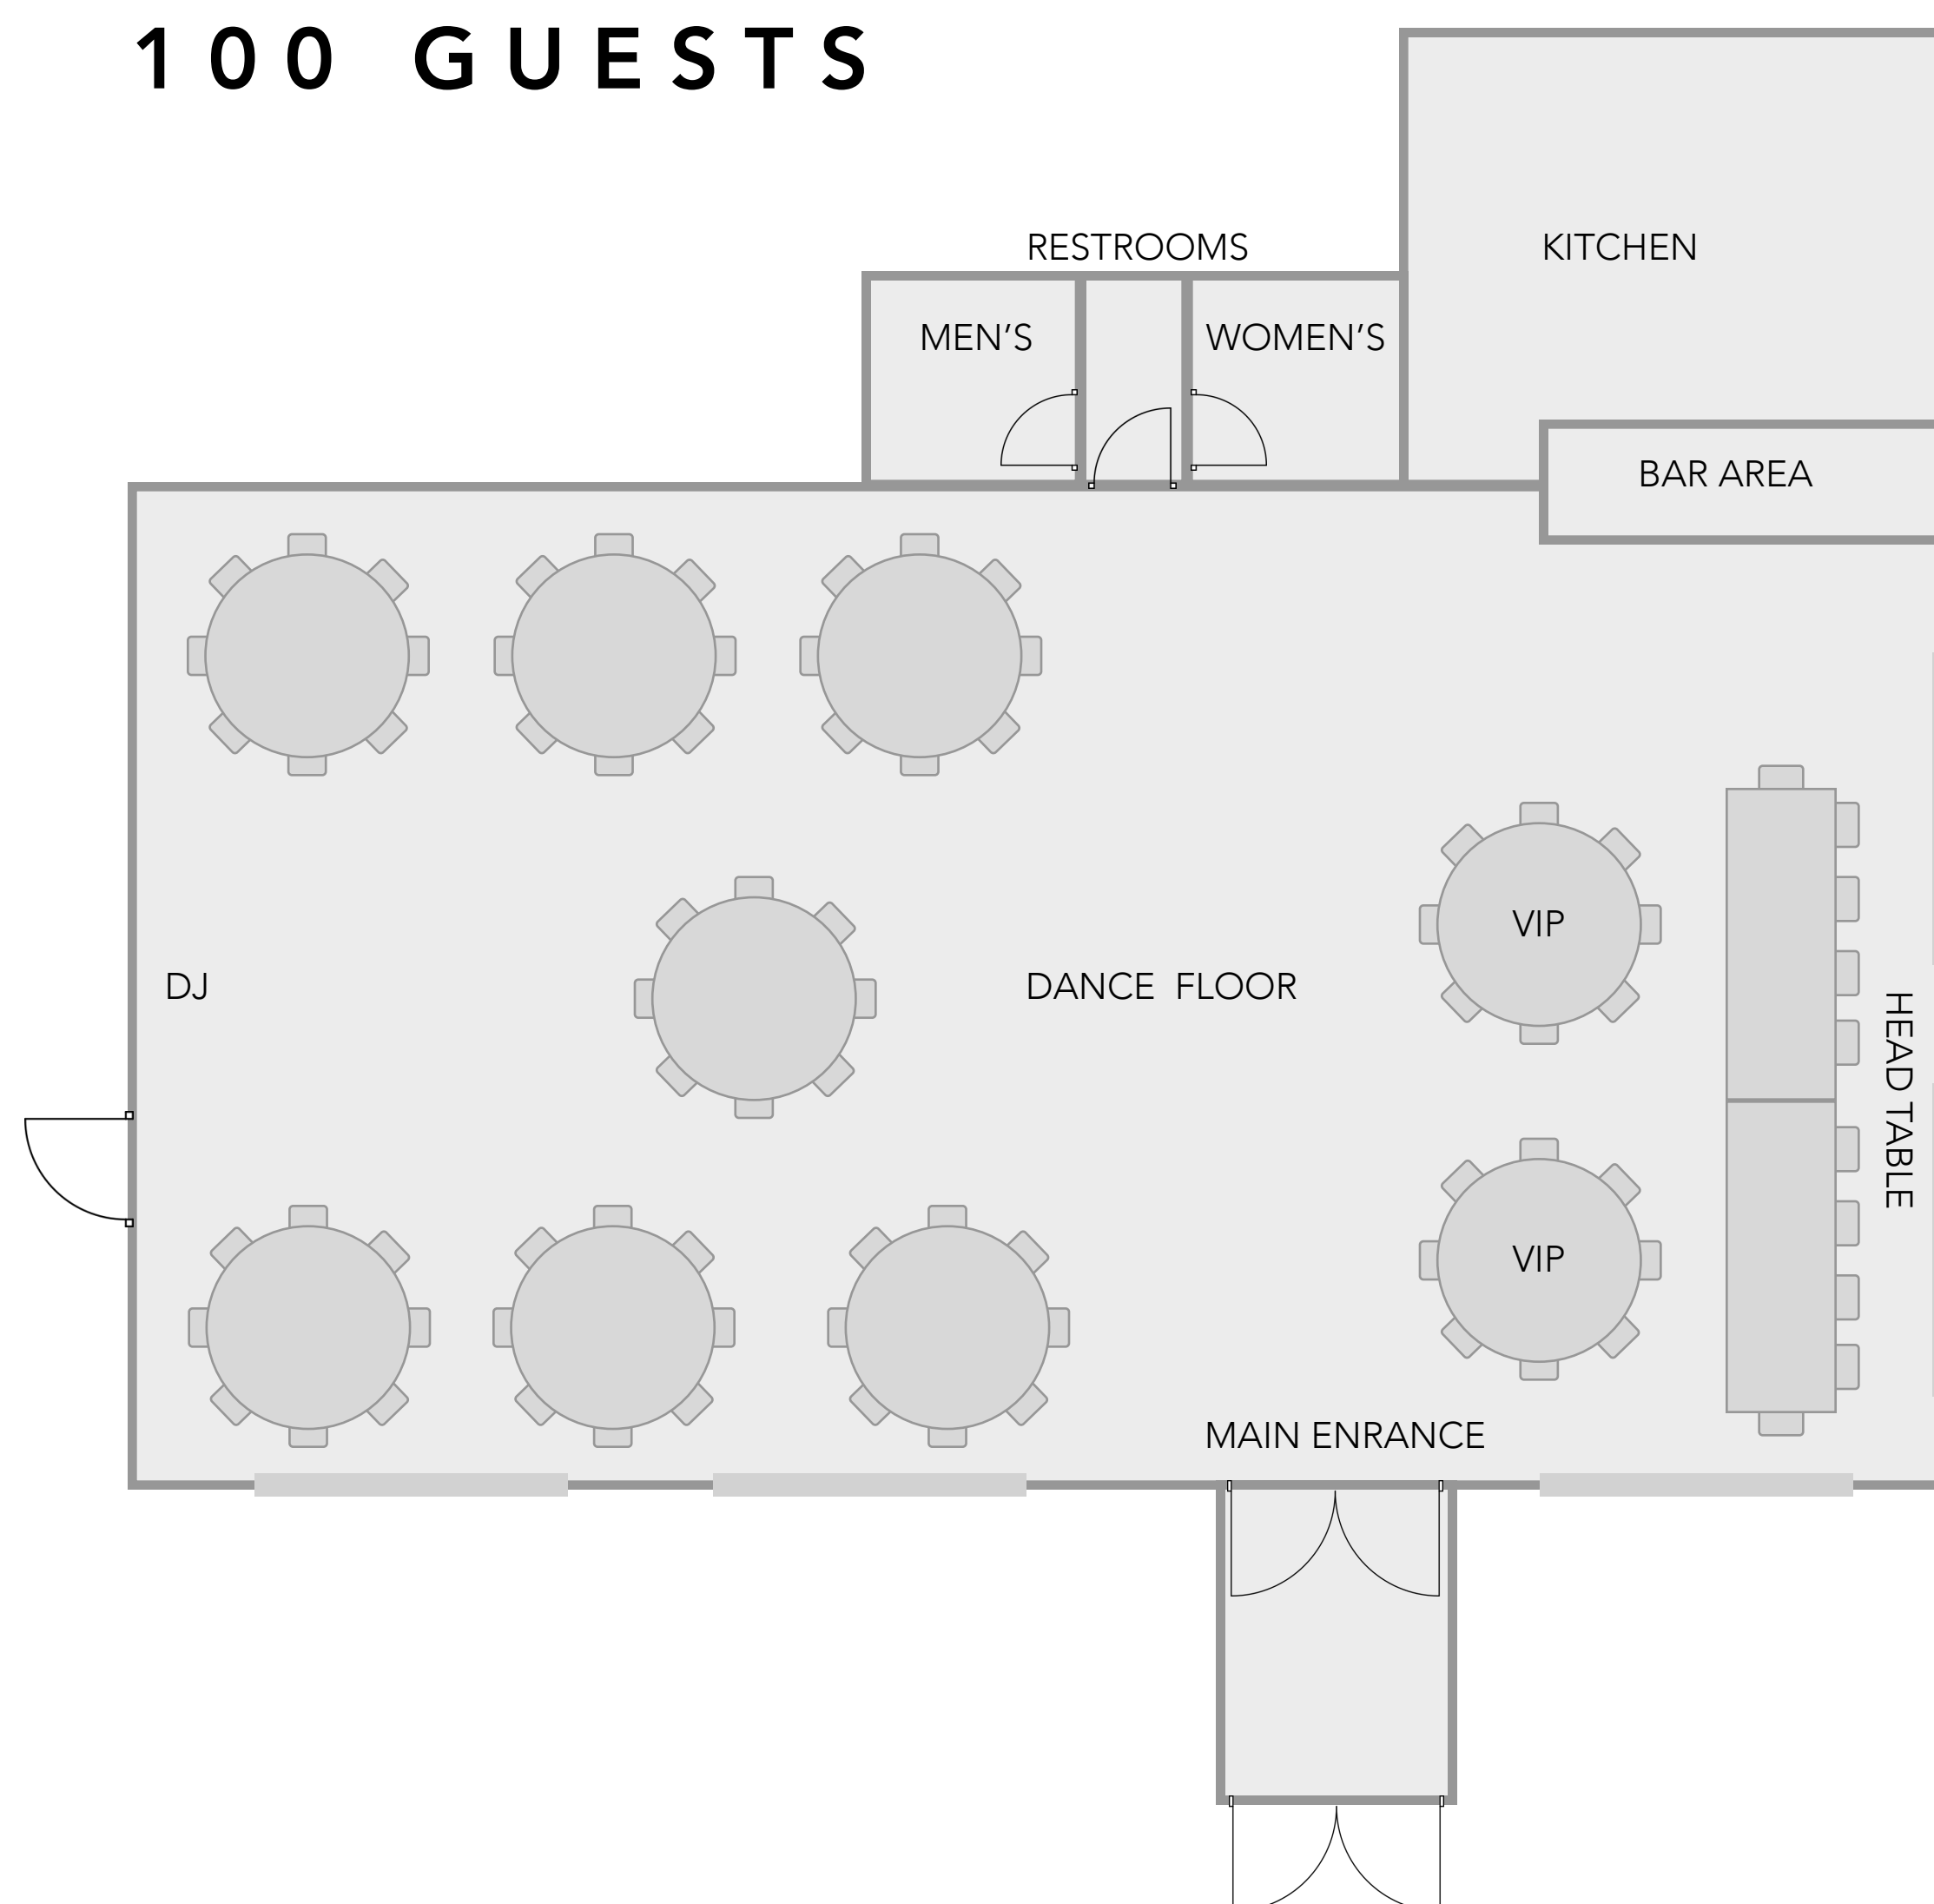 100 GUESTS
RESTROOMS
KITCHEN
MEN’S
WOMEN’S
BAR AREA
VIP
DJ
DANCE FLOOR
HEAD TABLE
VIP
MAIN ENRANCE